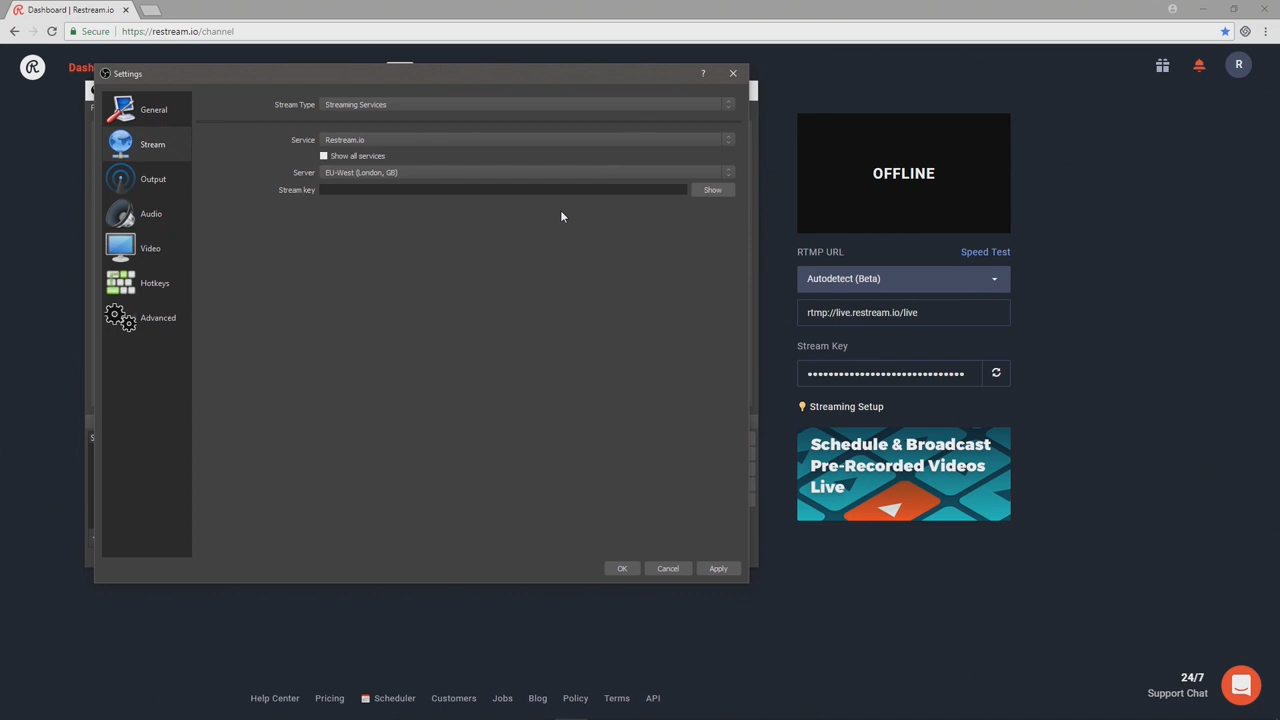 Dashboard | Restream.io
Secure
https://restream.io/channel
R
Dash
R
Settings
?
General
Stream
Output
Audio
Video
Hotkeys
Advanced
Stream Type
Streaming Services
Service
Restream.io
Show all services
Server
EU-West (London, GB)
Stream key
Show
OK
Cancel
Apply
OFFLINE
RTMP URL
Speed Test
Autodetect (Beta)
rtmp://live.restream.io/live
Stream Key
••••••••••••••••••••••••••••••
Streaming Setup
Schedule & Broadcast
Pre-Recorded Videos
Live
Help Center
Pricing
Scheduler
Customers
Jobs
Blog
Policy
Terms
API
24/7
Support Chat